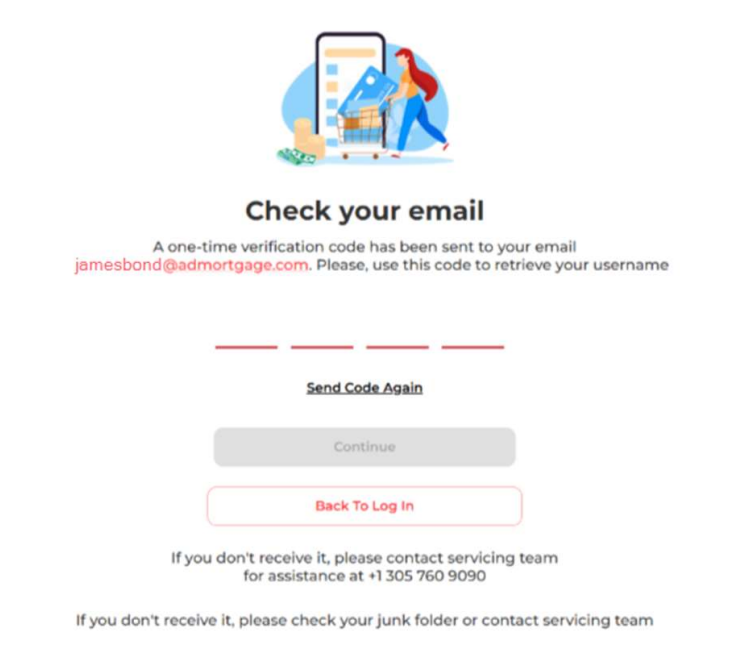 Check your email
A one-time verification code has been sent to your email
jamesbond@admortgage.com. Please, use this code to retrieve your username
Send Code Again
Continue
Back To Log In
If you don't receive it, please contact servicing team
for assistance at +1 305 760 9090
If you don't receive it, please check your junk folder or contact servicing team